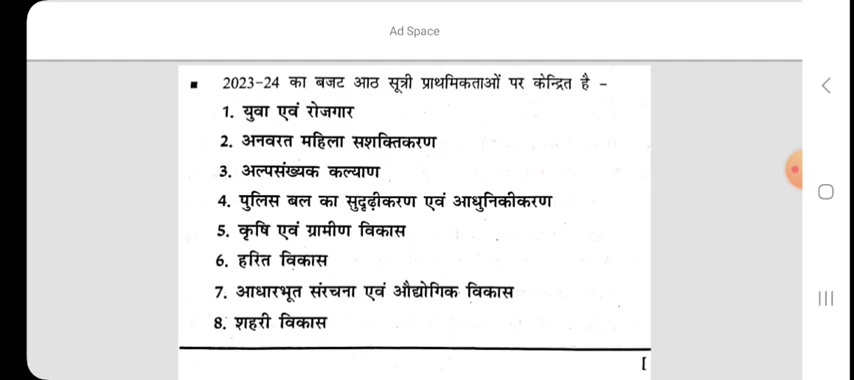 Ad Space
▪ 2023-24 का बजट आठ सूत्री प्राथमिकताओं पर केन्द्रित है -
1. युवा एवं रोजगार
2. अनवरत महिला सशक्तिकरण
3. अल्पसंख्यक कल्याण
4. पुलिस बल का सुदृढ़ीकरण एवं आधुनिकीकरण
5. कृषि एवं ग्रामीण विकास
6. हरित विकास
7. आधारभूत संरचना एवं औद्योगिक विकास
8. शहरी विकास
[